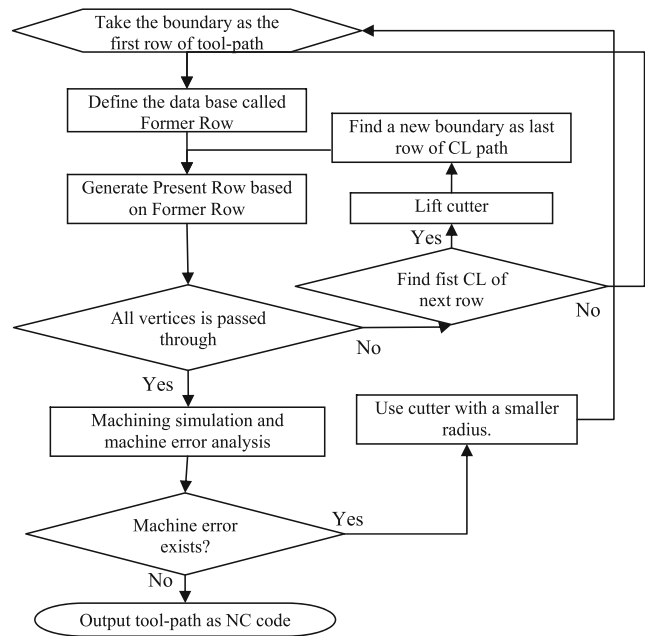 Take the boundary as the
first row of tool-path
Define the data base called
Former Row
Find a new boundary as last
row of CL path
Generate Present Row based
on Former Row
Lift cutter
Yes
Find fist CL of
next row
No
All vertices is passed
through
No
Yes
Use cutter with a smaller
radius.
Machining simulation and
machine error analysis
Machine error
exists?
Yes
No
Output tool-path as NC code